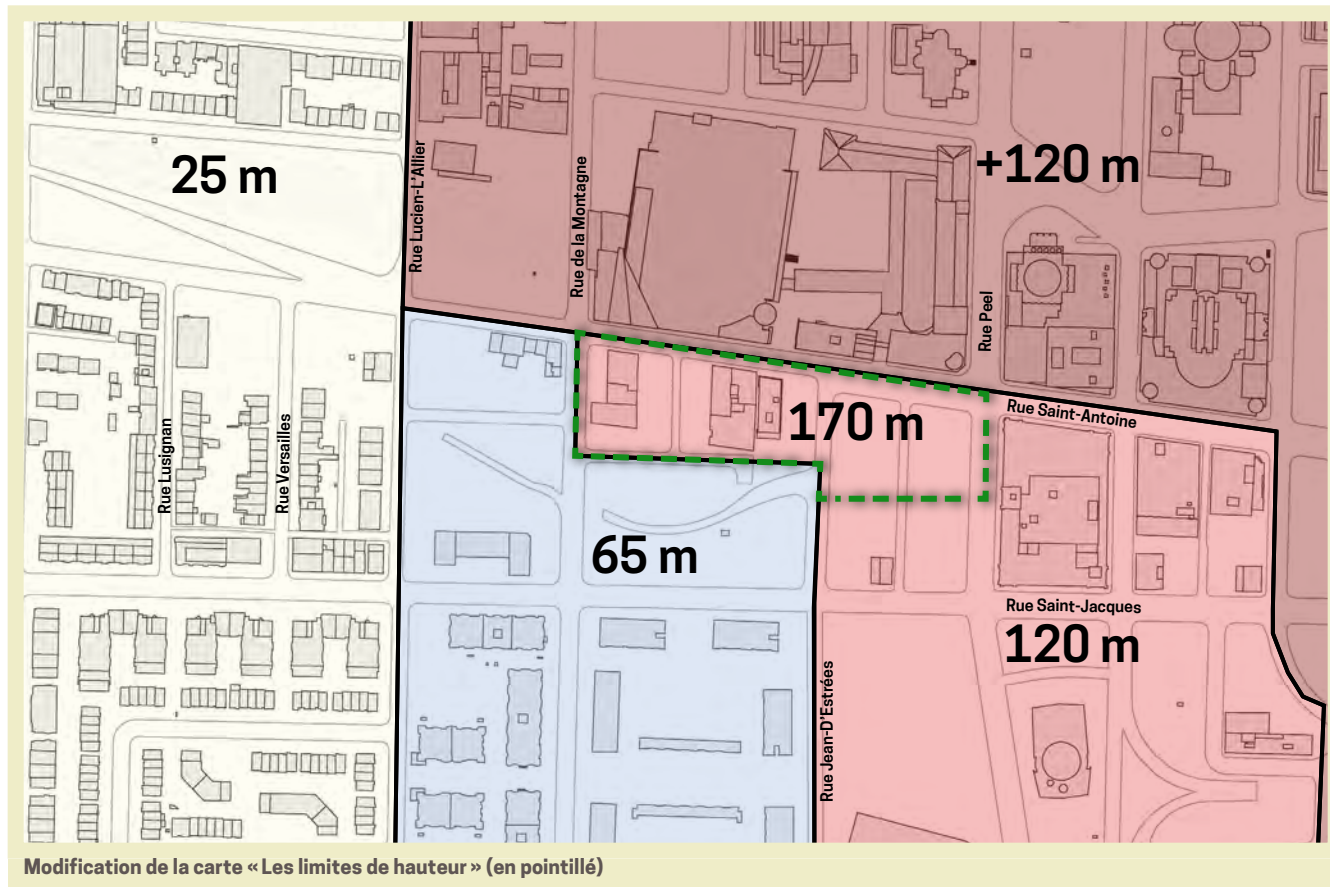 25 m
+120 m
Rue Lucien-L'Allier
Rue de la Montagne
Rue Peel
Rue Saint-Antoine
170 m
Rue Lusignan
Rue Versailles
65 m
Rue Saint-Jacques
120 m
Rue Jean-D'Estrées
Modification de la carte « Les limites de hauteur » (en pointillé)